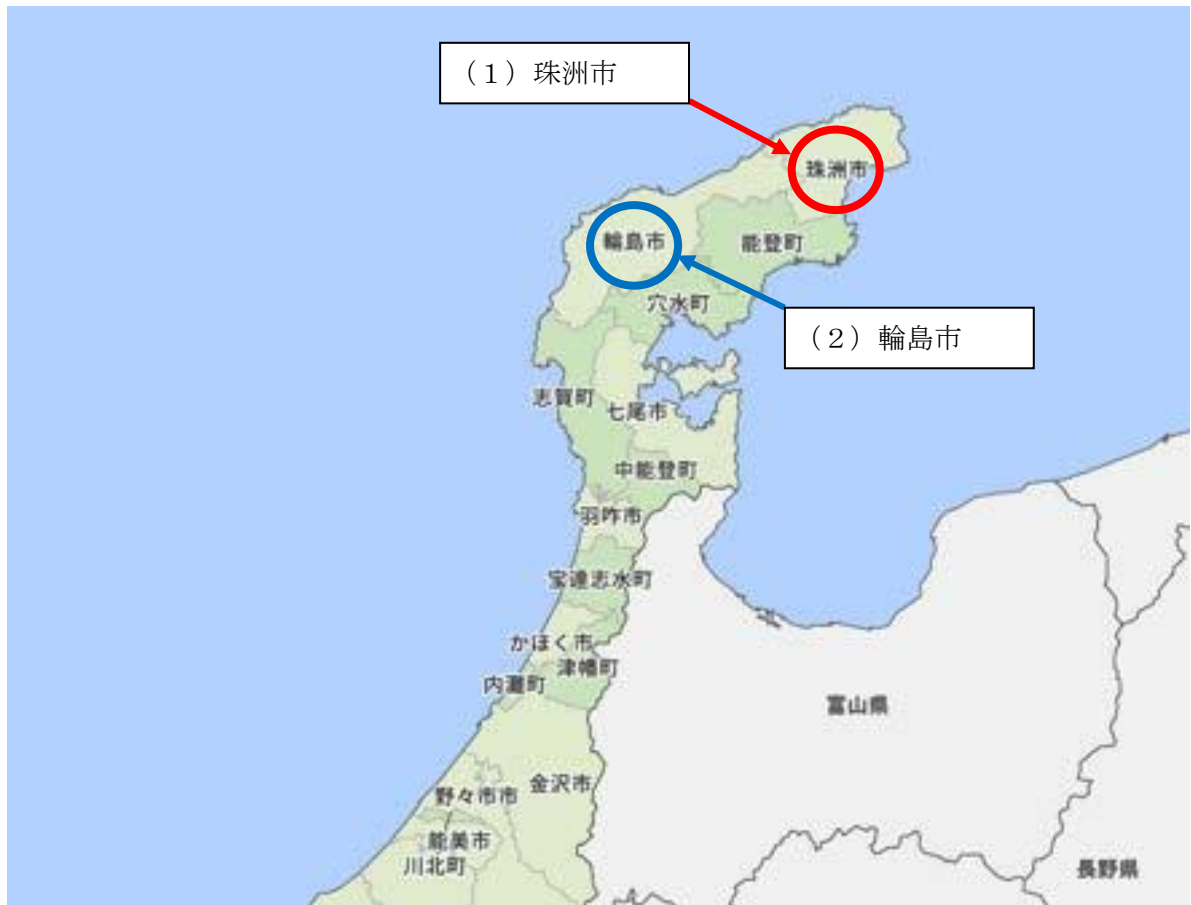 （１）珠洲市
珠洲市
輪島市
能登町
穴水町
（２）輪島市
志賀町
七尾市
中能登町
羽咋市
宝達志水町
かほく市
津幡町
内灘町
富山県
金沢市
野々市市
能美市
川北町
長野県